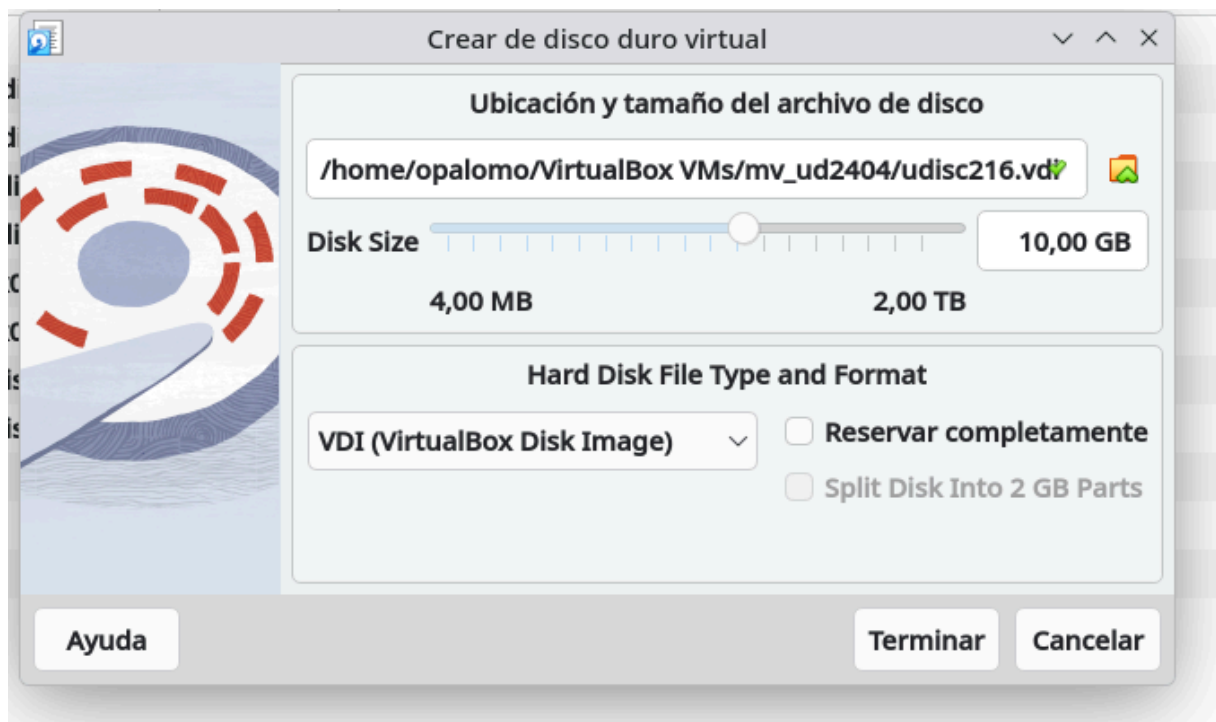 Crear de disco duro virtual
Ubicación y tamaño del archivo de disco
/home/opalomo/VirtualBox VMs/mv_ud2404/udisc216.vdi
Disk Size
10,00 GB
4,00 MB 2,00 TB
Hard Disk File Type and Format
VDI (VirtualBox Disk Image)
Reservar completamente
Split Disk Into 2 GB Parts
Ayuda Terminar Cancelar